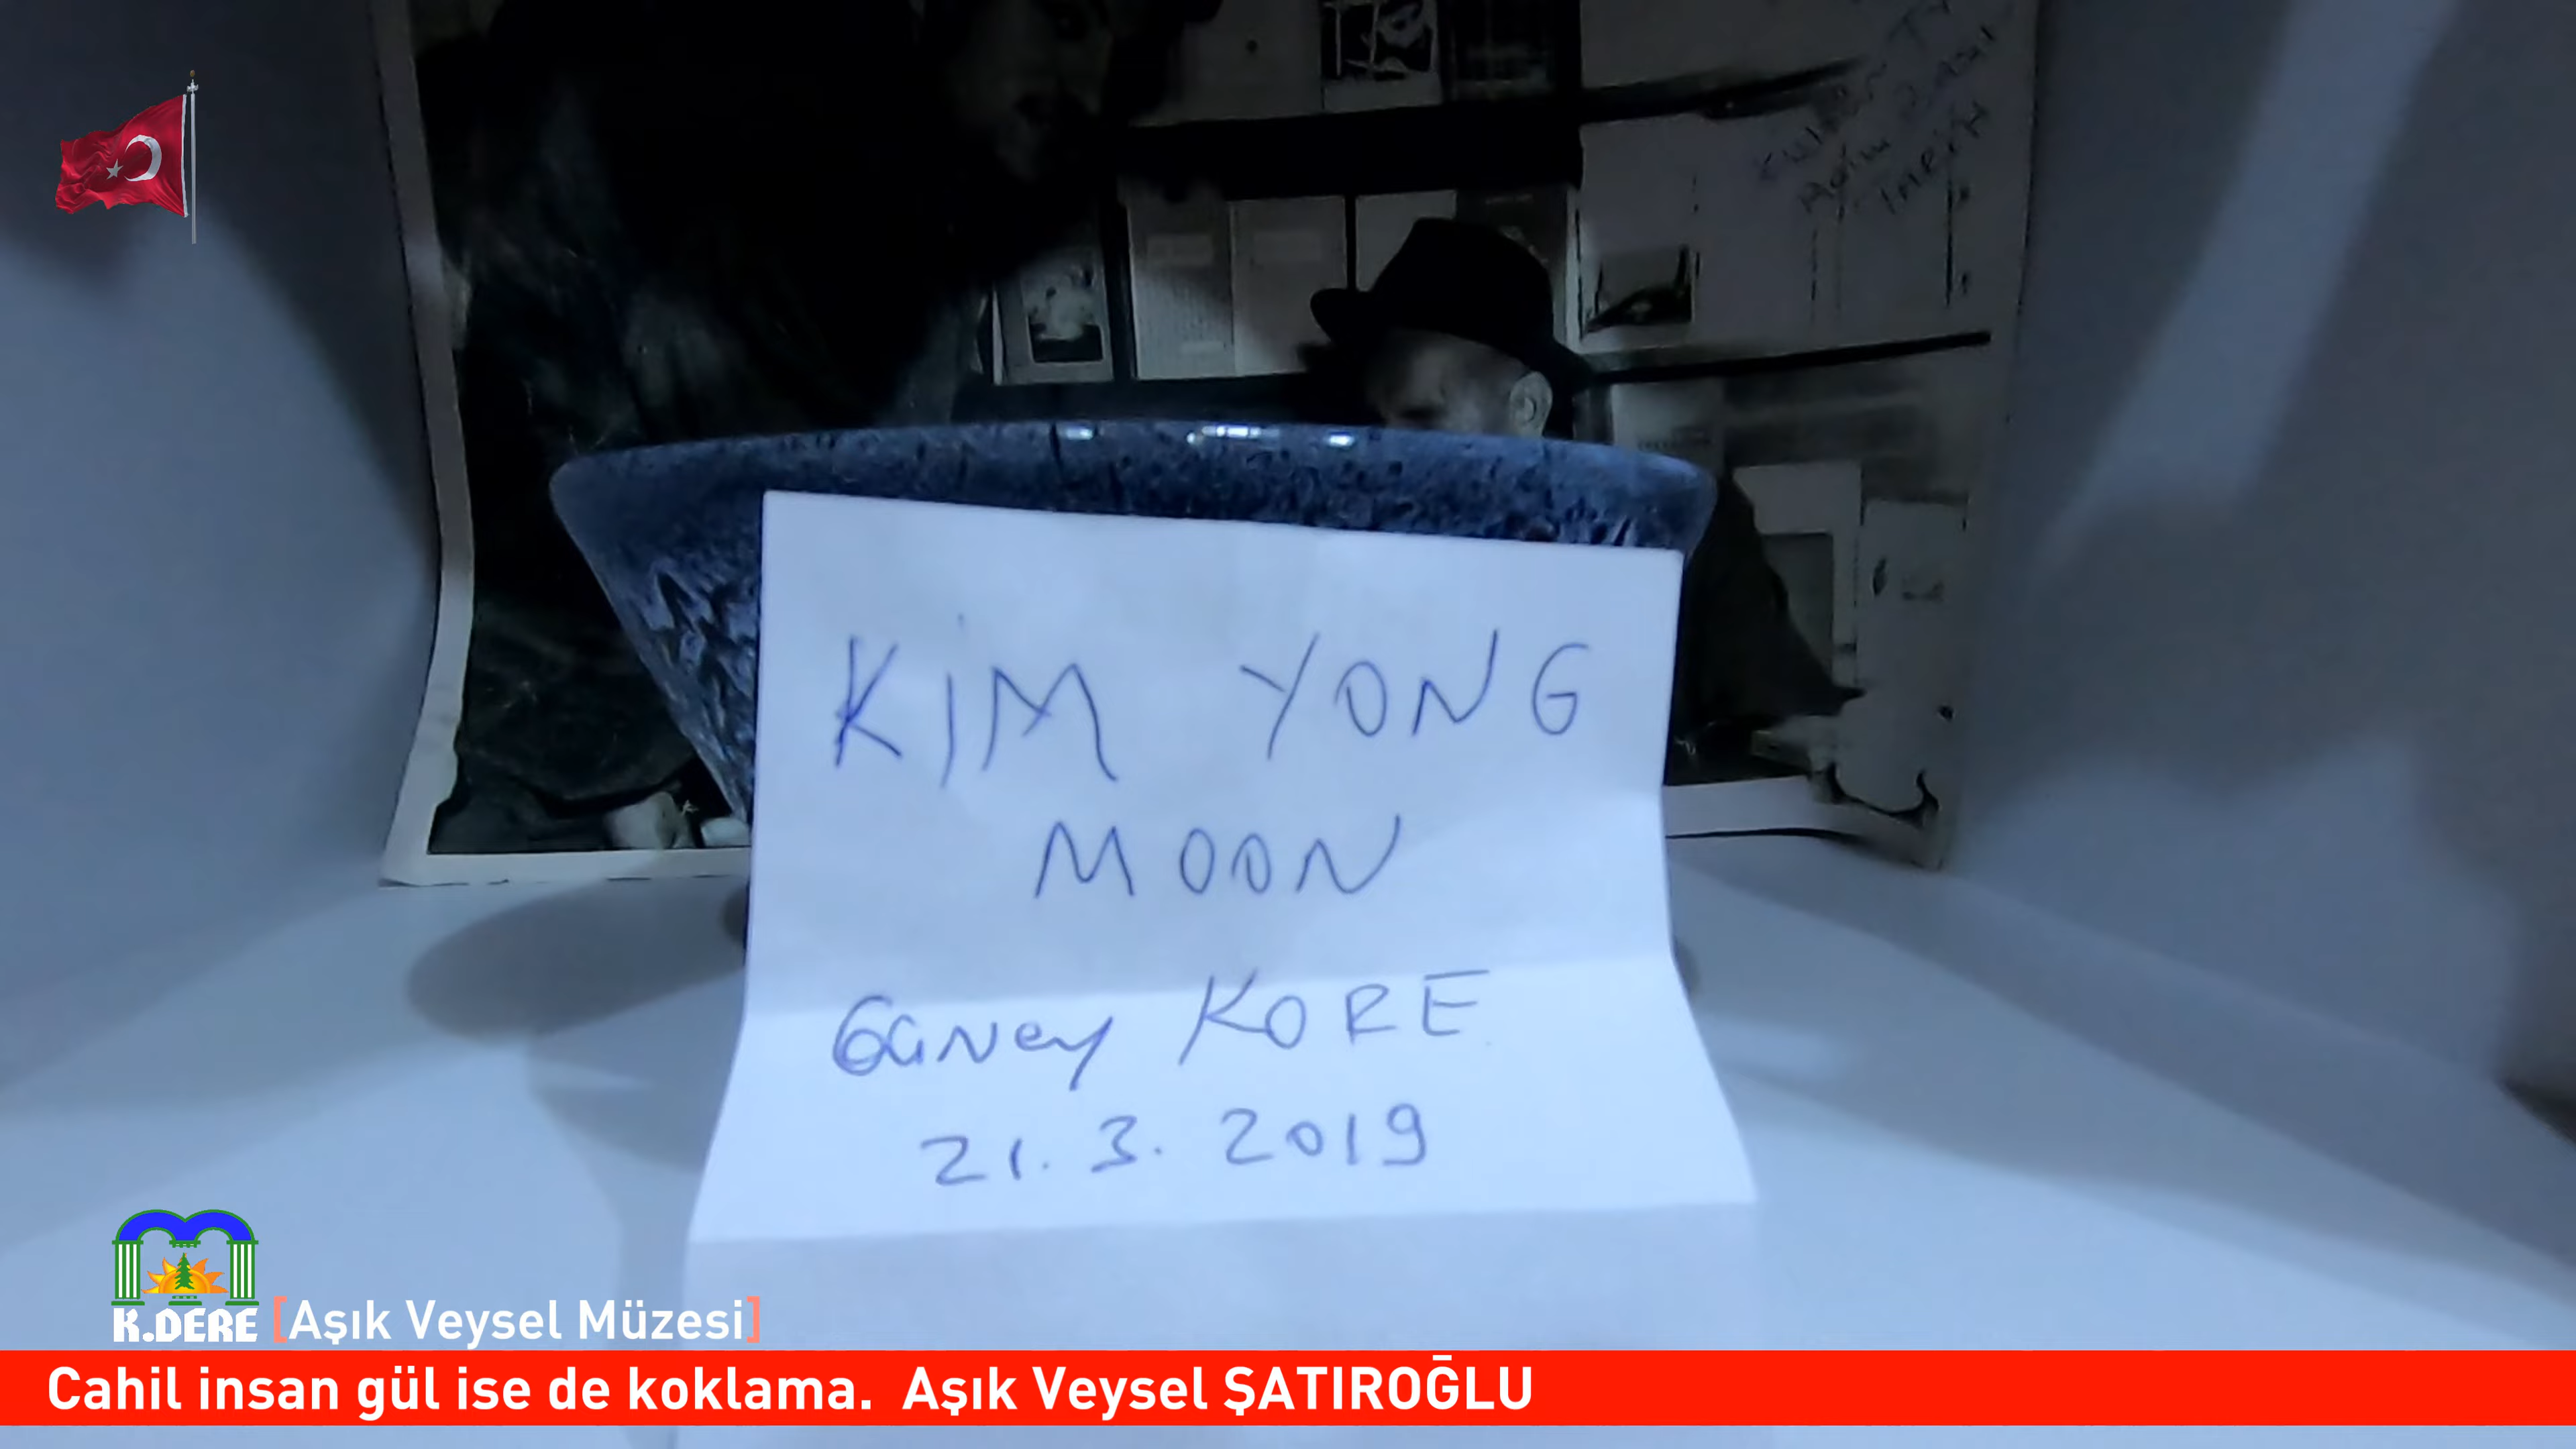 KİM YONG
MOON
GÜNEY KORE
21.3.2019
K.DERE [Aşık Veysel Müzesi]
Cahil insan gül ise de koklama. Aşık Veysel ŞATIROĞLU